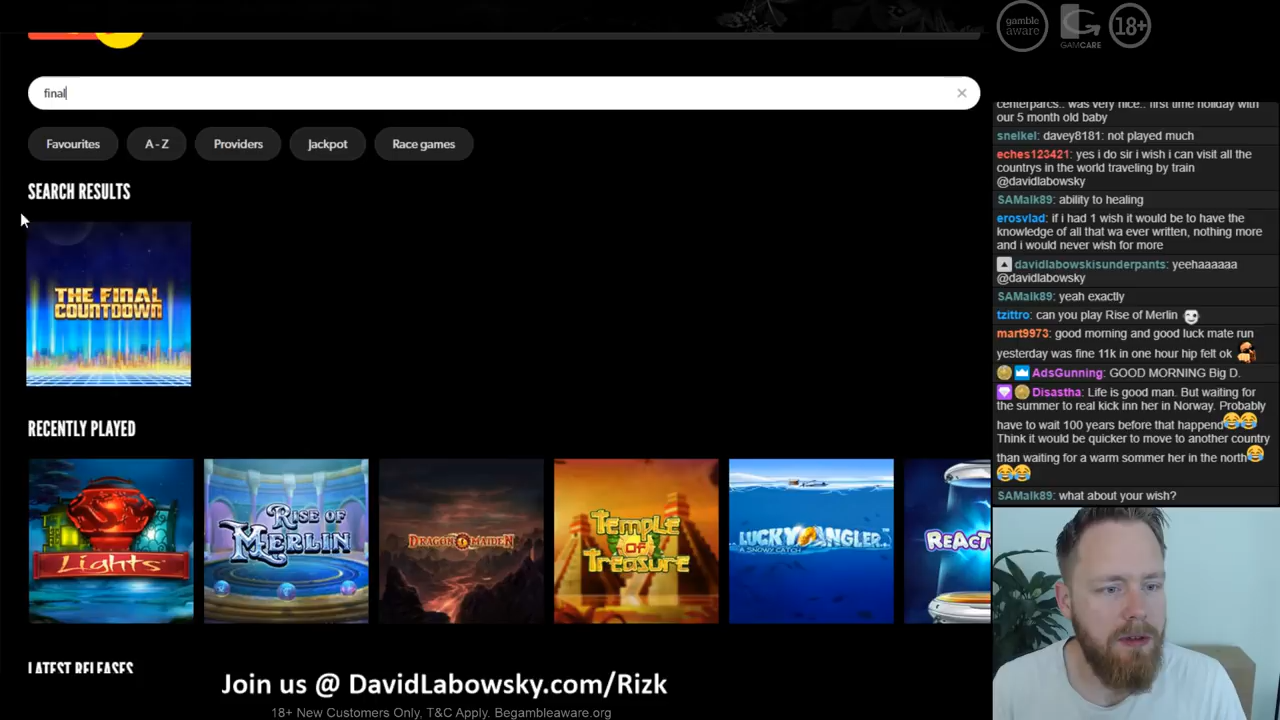 gamble
aware
GAMCARE
18+
final
Favourites
A - Z
Providers
Jackpot
Race games
SEARCH RESULTS
THE FINAL
COUNTDOWN
RECENTLY PLAYED
Lights
RISE OF
MERLIN
DRAGON MAIDEN
TEMPLE
OF
TREASURE
LUCKY ANGLER
A SNOWY CATCH
REACT
LATEST RELEASES
Join us @ DavidLabowsky.com/Rizk
18+ New Customers Only, T&C Apply. Begambleaware.org
centerparcs.. was very nice.. first time holiday with
our 5 month old baby
snelkel: davey8181: not played much
eches123421: yes i do sir i wish i can visit all the
countrys in the world traveling by train
@davidlabowsky
SAMalk89: ability to healing
erosvlad: if i had 1 wish it would be to have the
knowledge of all that wa ever written, nothing more
and i would never wish for more
davidlabowskisunderpants: yeehaaaaaa
@davidlabowsky
SAMalk89: yeah exactly
tzittro: can you play Rise of Merlin
mart9973: good morning and good luck mate run
yesterday was fine 11k in one hour hip felt ok
AdsGunning: GOOD MORNING Big D.
Disastha: Life is good man. But waiting for
the summer to real kick inn her in Norway. Probably
have to wait 100 years before that happend
Think it would be quicker to move to another country
than waiting for a warm sommer her in the north
SAMalk89: what about your wish?